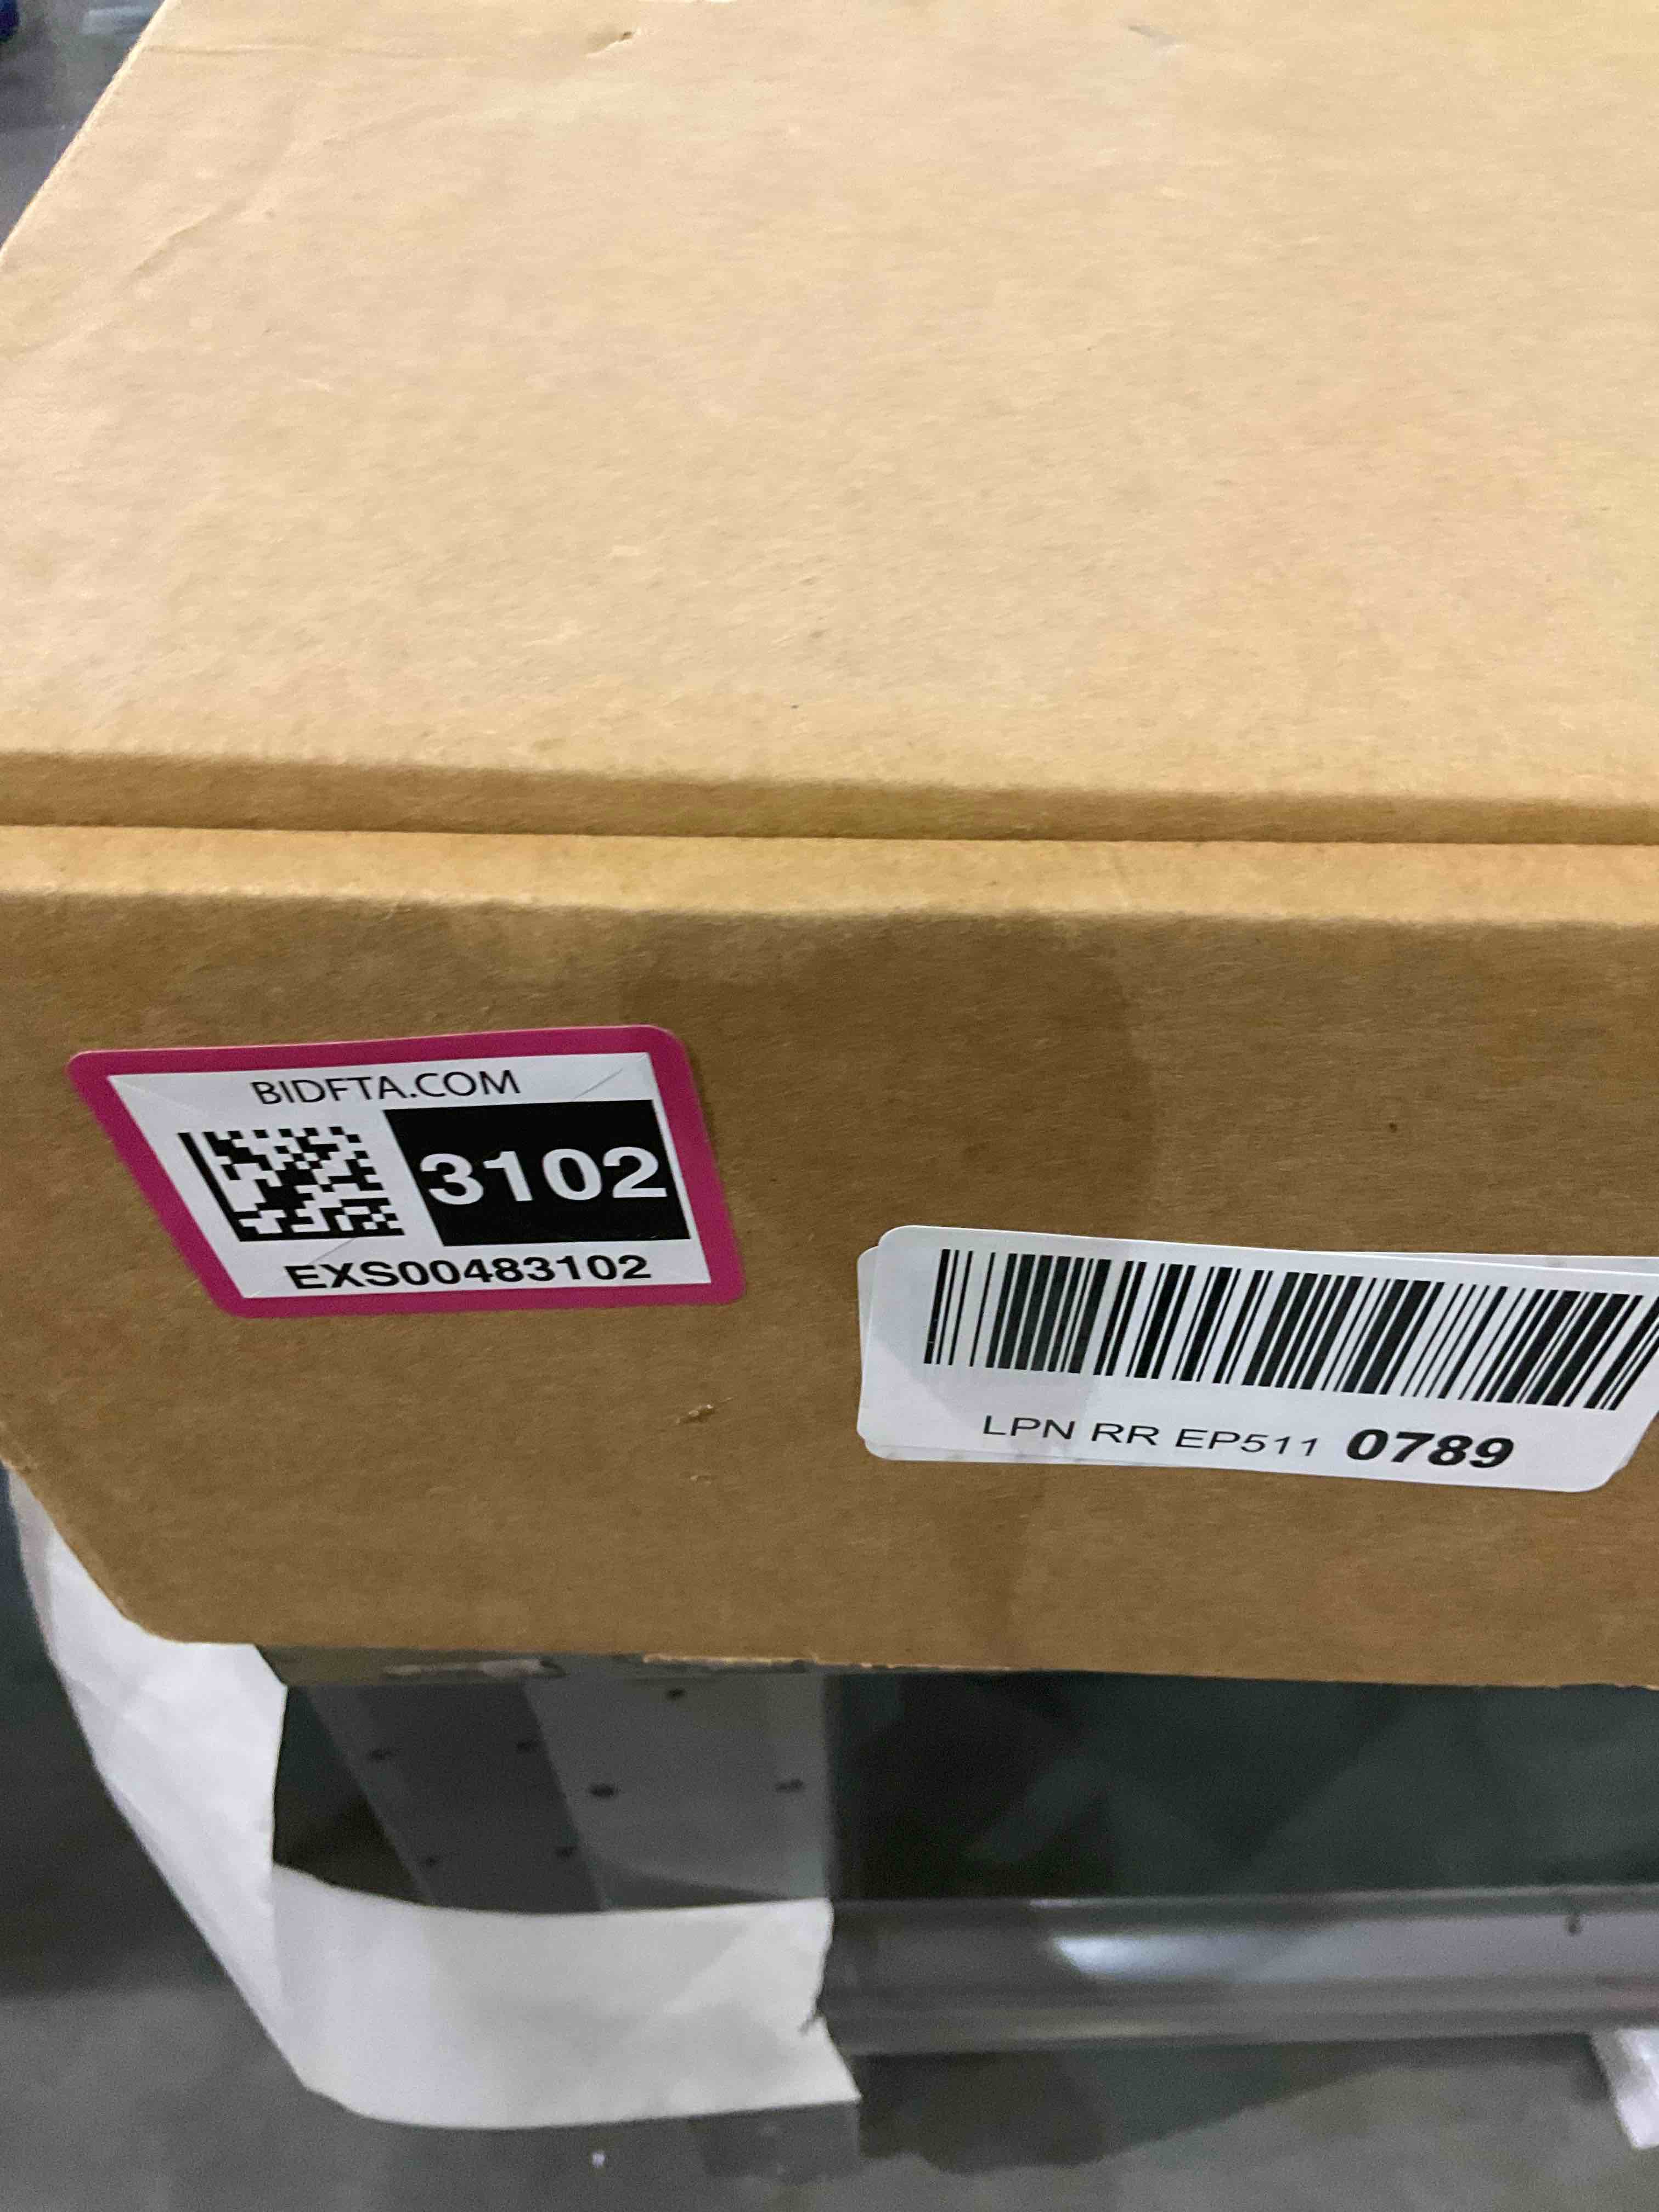 BIDFTA.COM
3102
EXS00483102
LPN RR EP511 0789